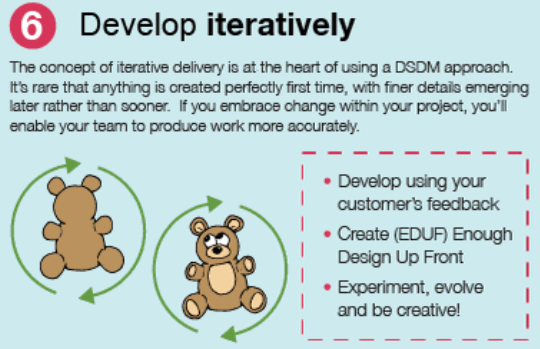 6 Develop iteratively
The concept of iterative delivery is at the heart of using a DSDM approach.
It's rare that anything is created perfectly first time, with finer details emerging
later rather than sooner. If you embrace change within your project, you'll
enable your team to produce work more accurately.
• Develop using your
customer's feedback
• Create (EDUF) Enough
Design Up Front
• Experiment, evolve
and be creative!